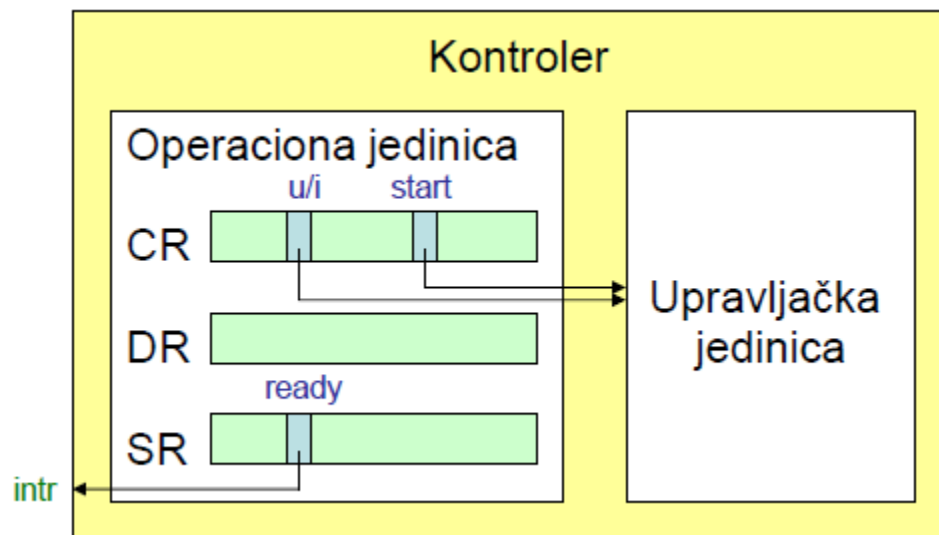 Kontroler
Operaciona jedinica
u/i start
CR
DR
ready
SR
intr
Upravljačka
jedinica